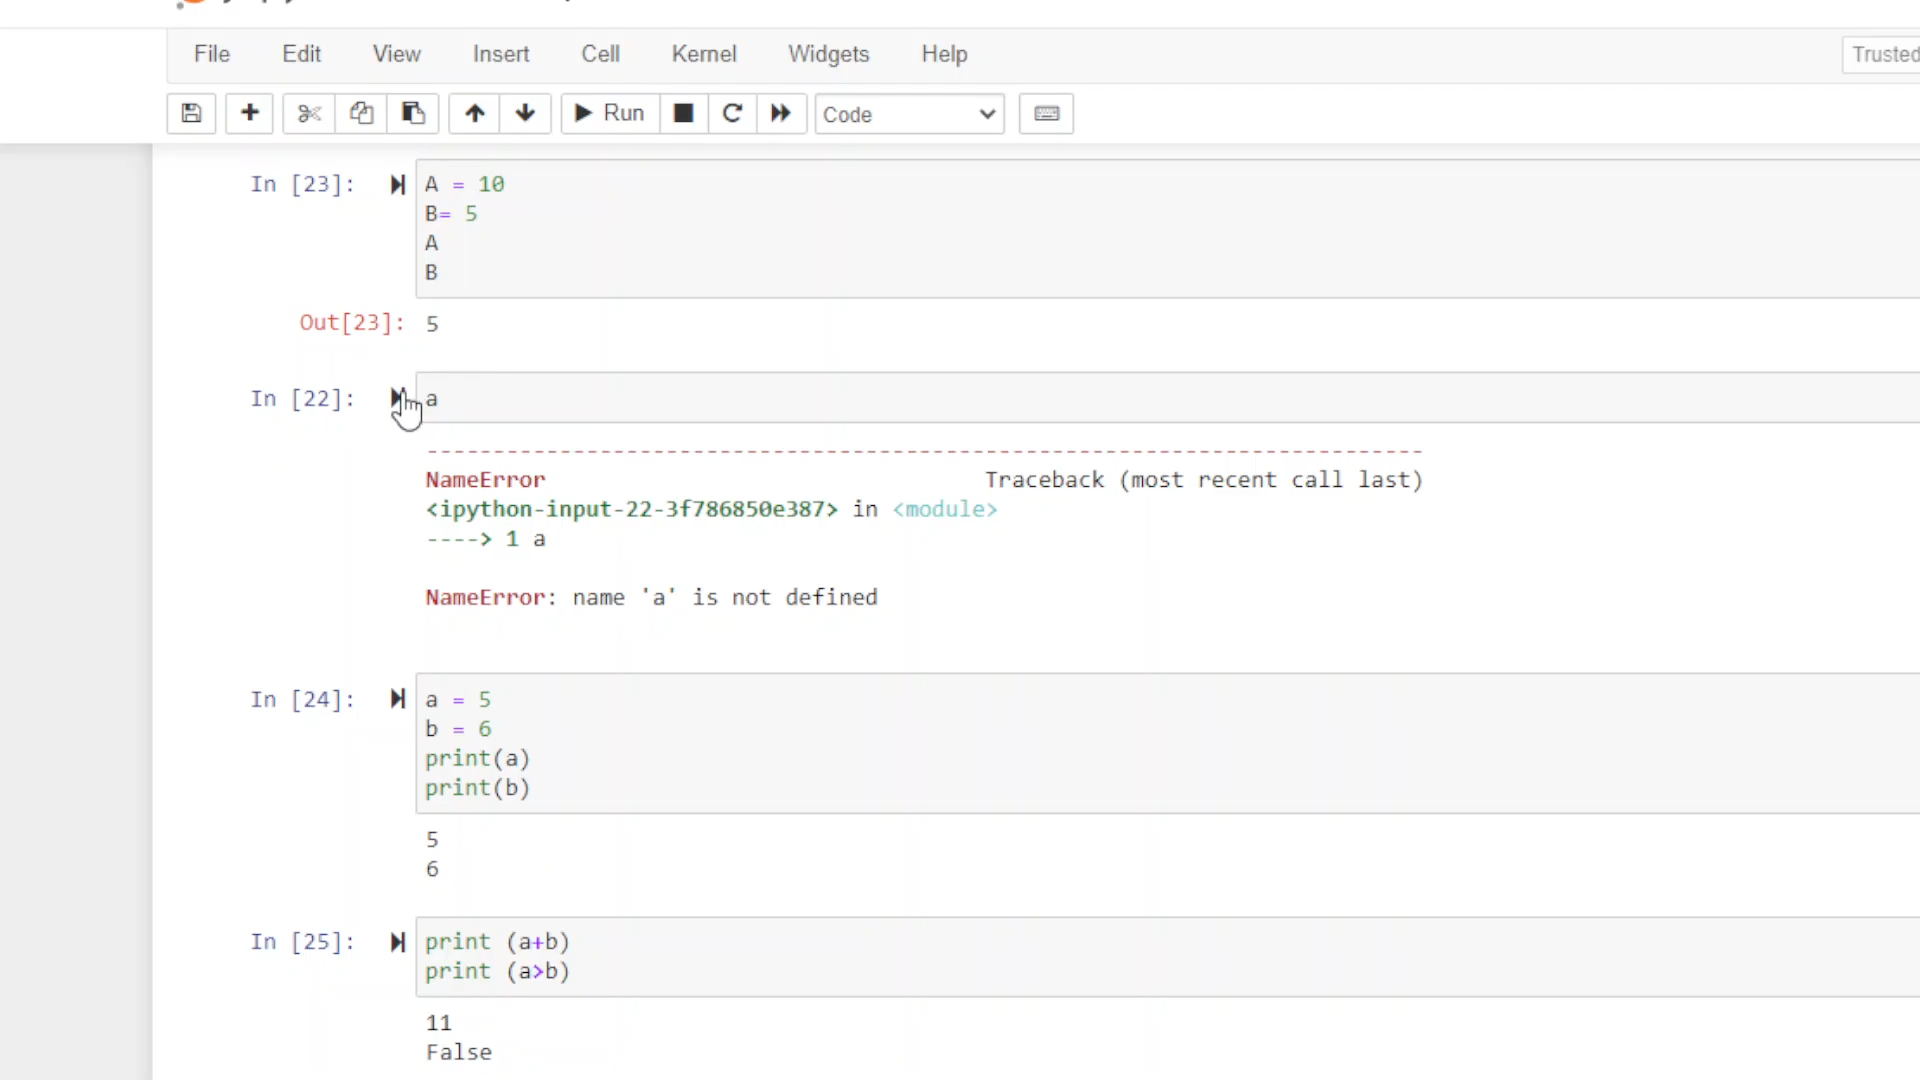 File Edit View Insert Cell Kernel Widgets Help Trusted
Run Code
In [23]: A = 10
B= 5
A
B
Out[23]: 5
In [22]: a
---------------------------------------------------------------------------
NameError Traceback (most recent call last)
<ipython-input-22-3f786850e387> in <module>
----> 1 a
NameError: name 'a' is not defined
In [24]: a = 5
b = 6
print(a)
print(b)
5
6
In [25]: print (a+b)
print (a>b)
11
False